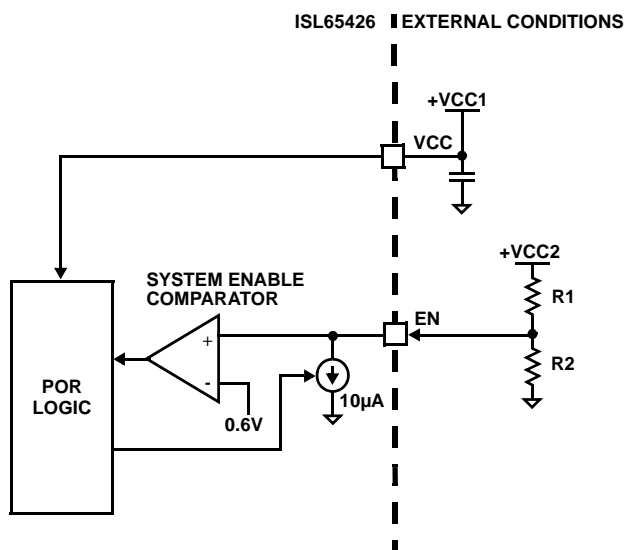 ISL65426 EXTERNAL CONDITIONS
+VCC1
VCC
+VCC2
SYSTEM ENABLE
COMPARATOR
R1
EN
+
R2
POR
LOGIC
-
10µA
0.6V